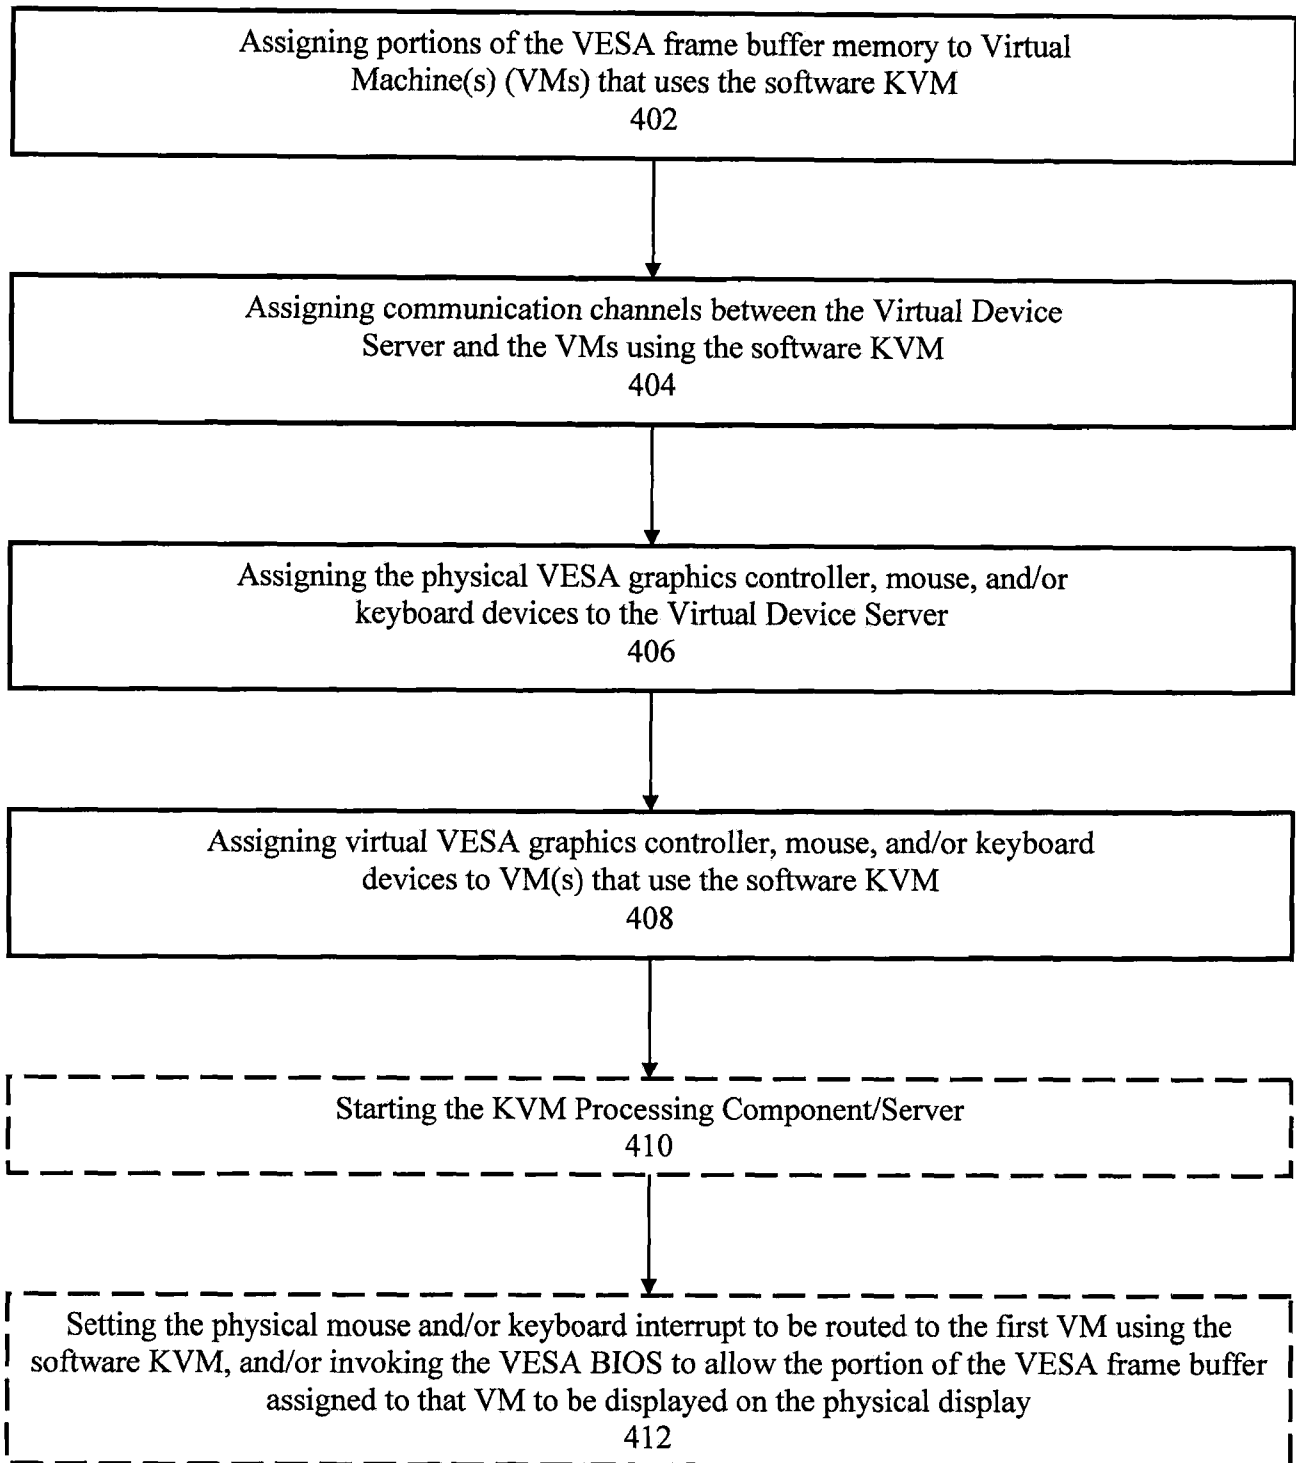 Assigning portions of the VESA frame buffer memory to Virtual
Machine(s) (VMs) that uses the software KVM
402
Assigning communication channels between the Virtual Device
Server and the VMs using the software KVM
404
Assigning the physical VESA graphics controller, mouse, and/or
keyboard devices to the Virtual Device Server
406
Assigning virtual VESA graphics controller, mouse, and/or keyboard
devices to VM(s) that use the software KVM
408
Starting the KVM Processing Component/Server
410
Setting the physical mouse and/or keyboard interrupt to be routed to the first VM using the
software KVM, and/or invoking the VESA BIOS to allow the portion of the VESA frame buffer
assigned to that VM to be displayed on the physical display
412